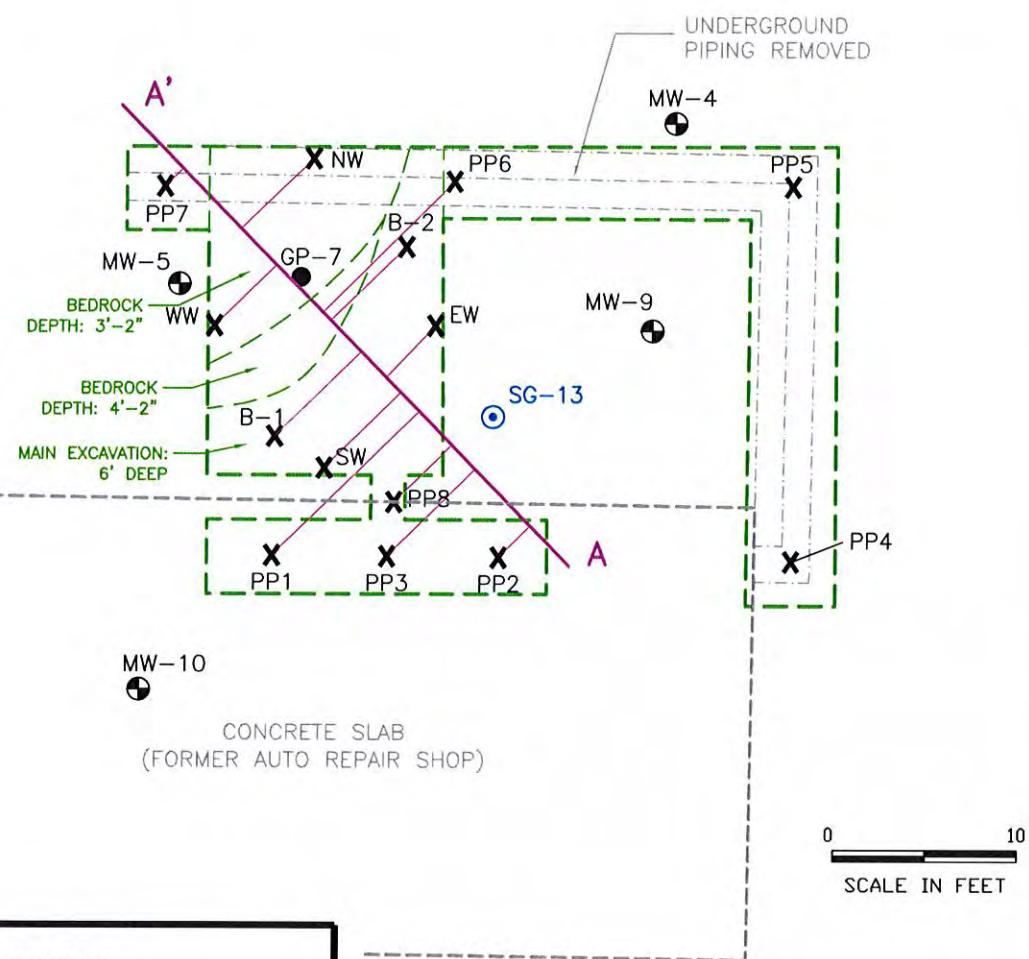 UNDERGROUND
PIPING REMOVED
A'
MW-4
NW
PP6
PP5
PP7
B-2
GP-7
MW-5
BEDROCK
DEPTH: 3'-2"
WW
EW
MW-9
BEDROCK
DEPTH: 4'-2"
SG-13
B-1
MAIN EXCAVATION:
6' DEEP
SW
PP8
PP4
A
PP1
PP3
PP2
MW-10
CONCRETE SLAB
(FORMER AUTO REPAIR SHOP)
0 10
SCALE IN FEET